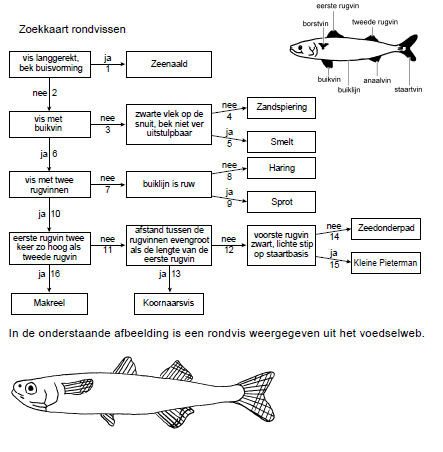 Zoekkaart rondvissen
eerste rugvin
borstvin
tweede rugvin
buikvin
buiklijn
anaalvin
staartvin
vis langgerekt,
bek buisvorming
ja
1
Zeenaald
nee 2
vis met
buikvin
nee
3
zwarte vlek op de
snuit, bek niet ver
uitstulpbaar
nee
4
Zandspiering
ja
5
Smelt
ja 6
vis met twee
rugvinnen
nee
7
buiklijn is ruw
nee
8
Haring
ja
9
Sprot
ja 10
eerste rugvin twee
keer zo hoog als
tweede rugvin
nee
11
afstand tussen de
rugvinnen evengroot
als de lengte van de
eerste rugvin
nee
12
voorste rugvin
zwart, lichte stip
op staartbasis
nee
14
Zeedonderpad
ja
15
Kleine Pieterman
ja 16
Makreel
ja 13
Koornaarsvis
In de onderstaande afbeelding is een rondvis weergegeven uit het voedselweb.